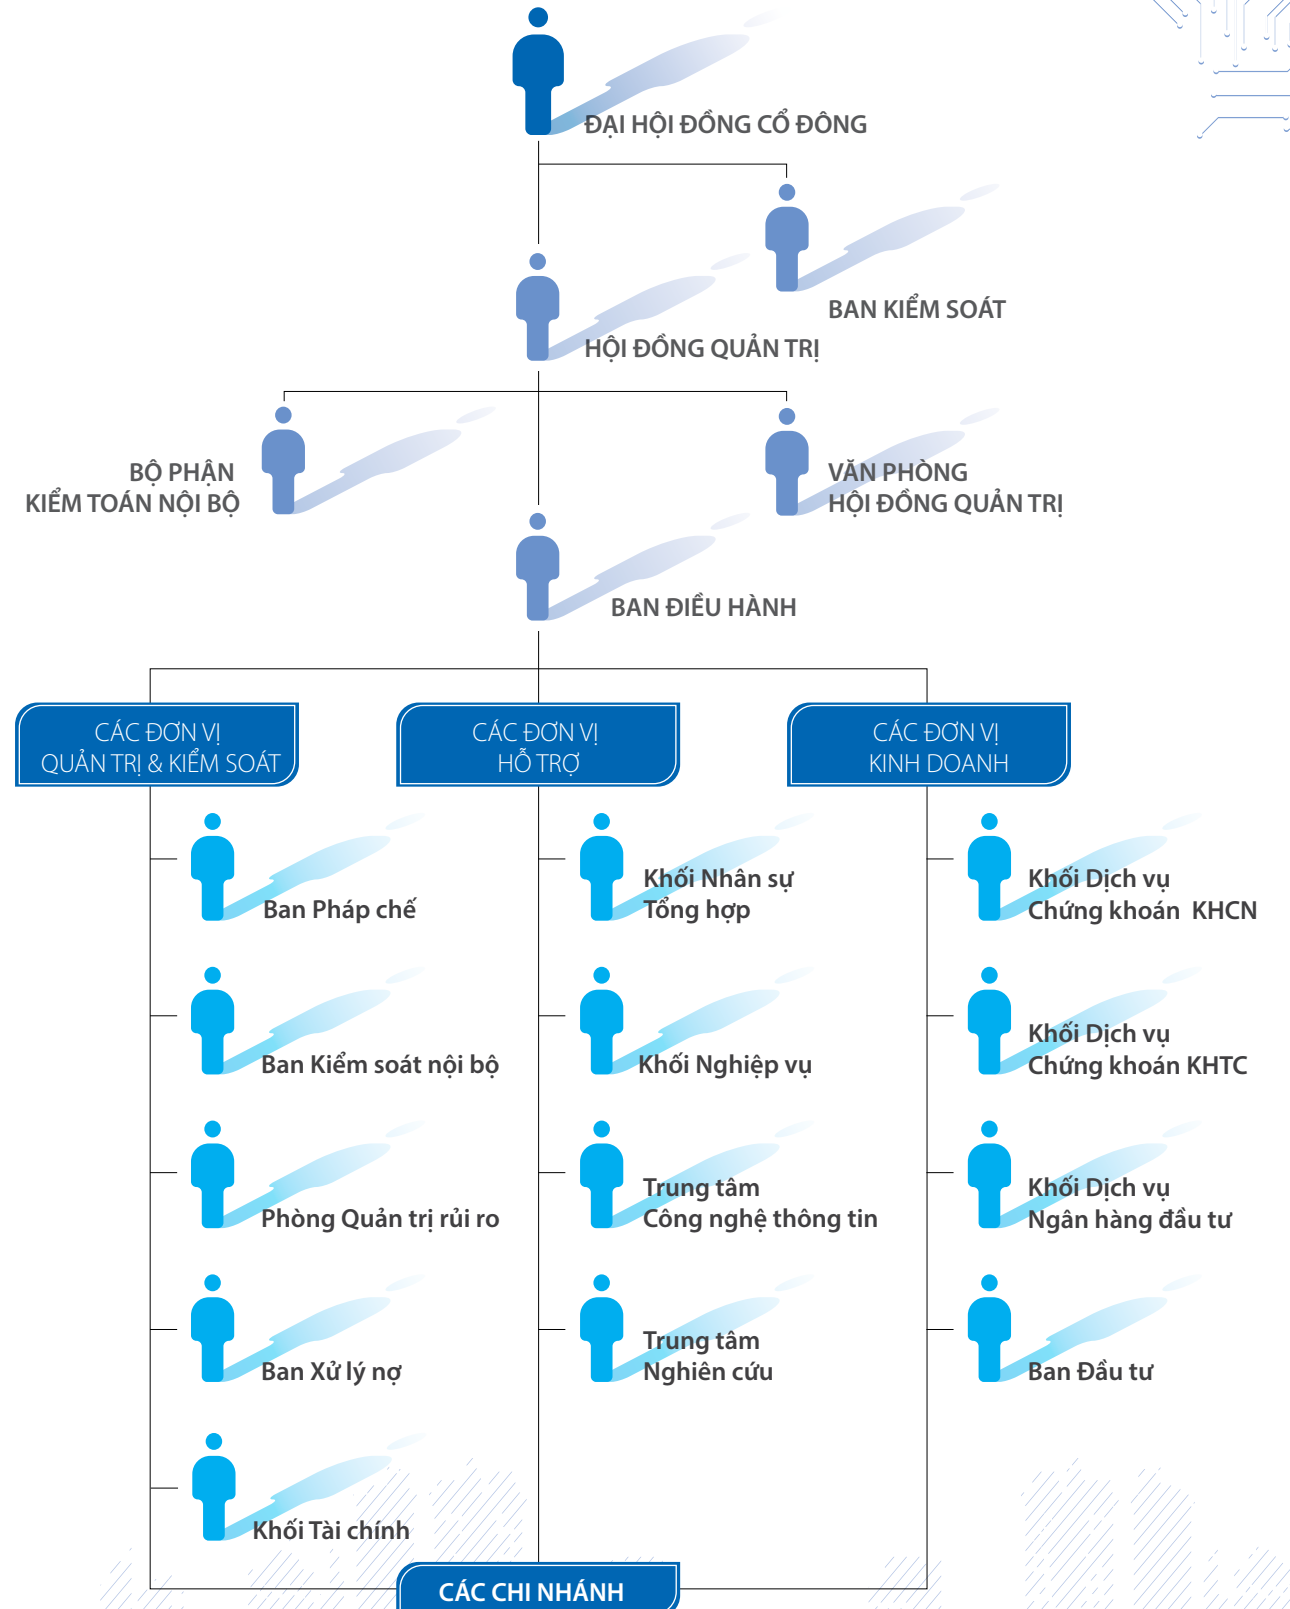 ĐẠI HỘI ĐỒNG CỔ ĐÔNG
BAN KIỂM SOÁT
HỘI ĐỒNG QUẢN TRỊ
BỘ PHẬN
KIỂM TOÁN NỘI BỘ
VĂN PHÒNG
HỘI ĐỒNG QUẢN TRỊ
BAN ĐIỀU HÀNH
CÁC ĐƠN VỊ
QUẢN TRỊ & KIỂM SOÁT
CÁC ĐƠN VỊ
HỖ TRỢ
CÁC ĐƠN VỊ
KINH DOANH
Ban Pháp chế
Ban Kiểm soát nội bộ
Phòng Quản trị rủi ro
Ban Xử lý nợ
Khối Tài chính
Khối Nhân sự
Tổng hợp
Khối Nghiệp vụ
Trung tâm
Công nghệ thông tin
Trung tâm
Nghiên cứu
Khối Dịch vụ
Chứng khoán KHCN
Khối Dịch vụ
Chứng khoán KHTC
Khối Dịch vụ
Ngân hàng đầu tư
Ban Đầu tư
CÁC CHI NHÁNH